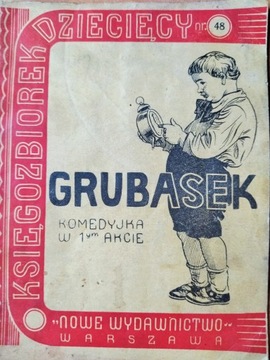 KSIĘGOZBIOREK DZIECIĘCY nr. 48
GRUBASEK
KOMEDYJKA
W 1ym AKCIE
"NOWE WYDAWNICTWO"
WARSZAWA